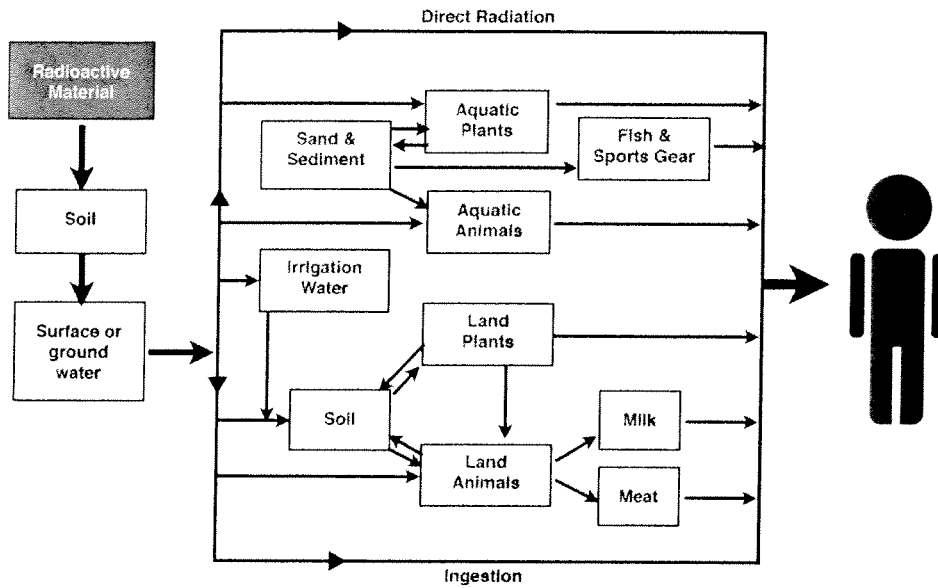 Direct Radiation
Radioactive
Material
Aquatic
Plants
Sand &
Sediment
Fish &
Sports Gear
Soil
Aquatic
Animals
Irrigation
Water
Surface or
ground
water
Land
Plants
Soil
Milk
Land
Animals
Meat
Ingestion